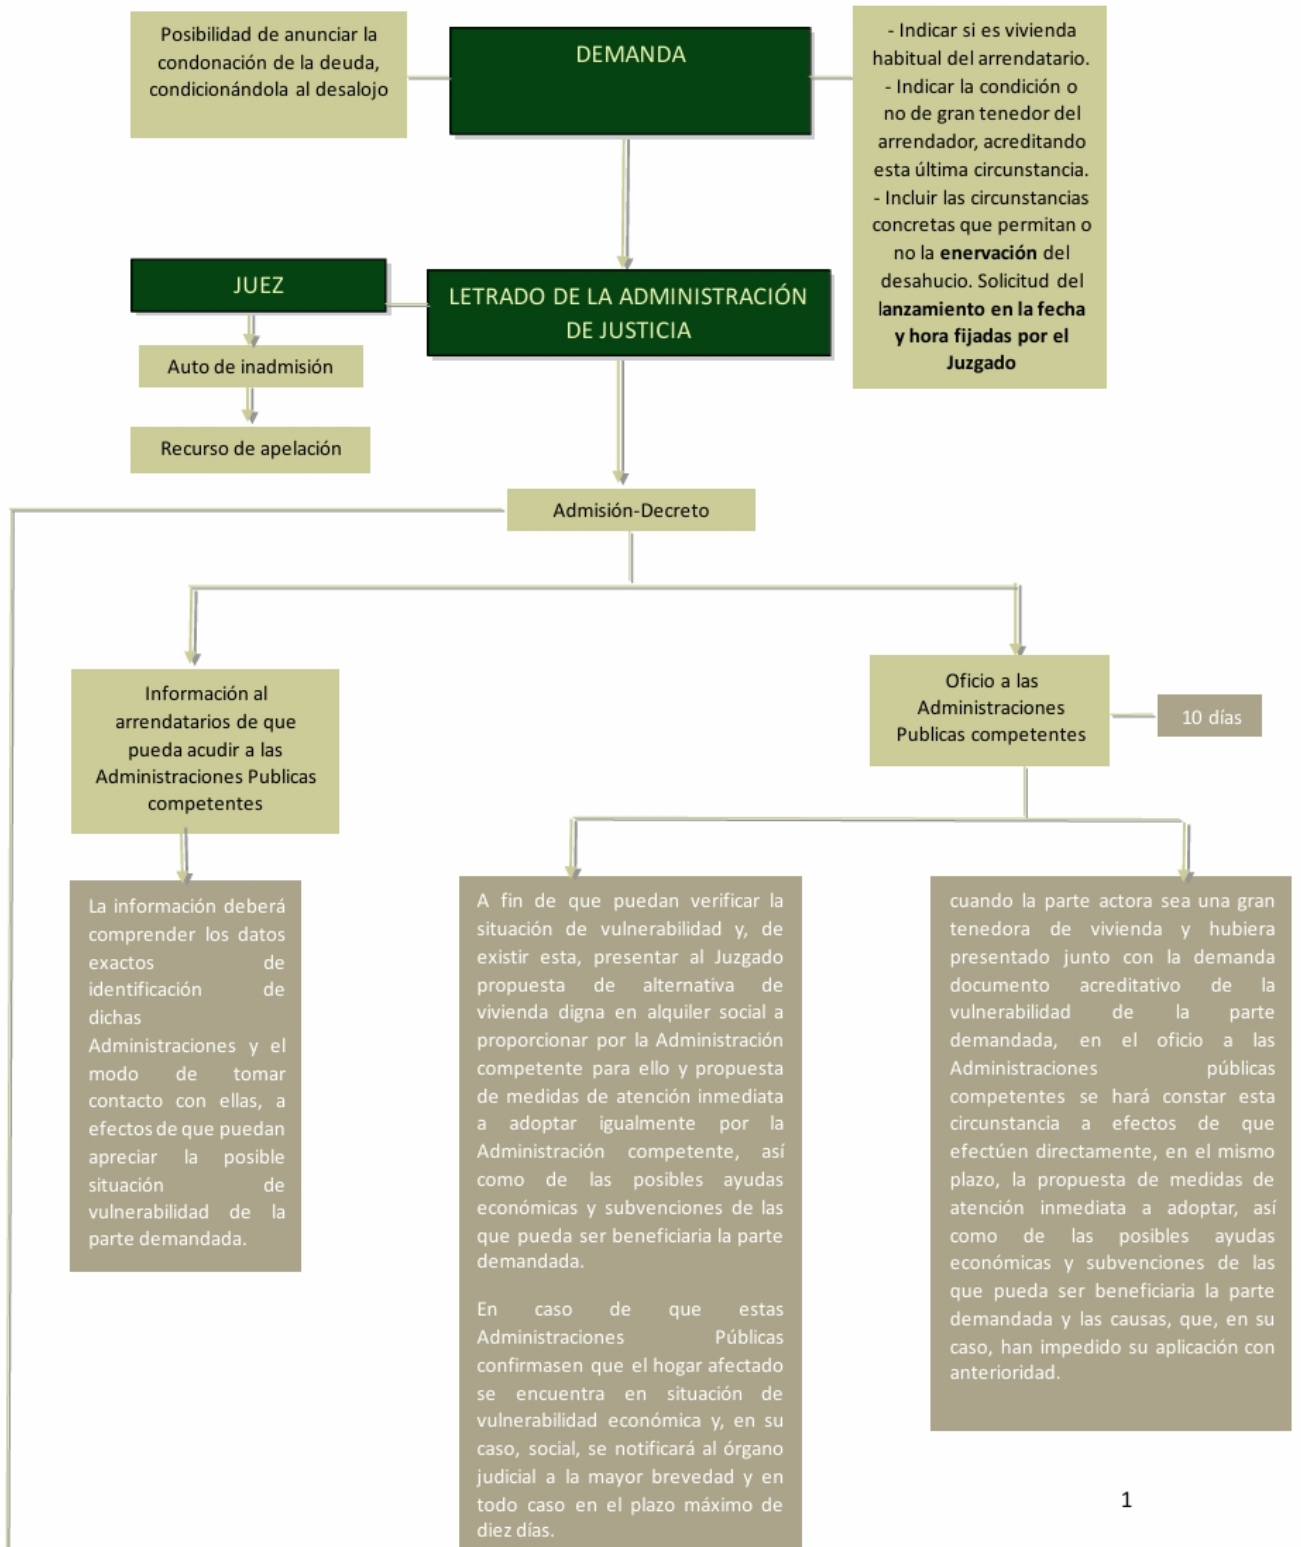 Posibilidad de anunciar la
condonación de la deuda,
condicionándola al desalojo
DEMANDA
- Indicar si es vivienda
habitual del arrendatario.
- Indicar la condición o
no de gran tenedor del
arrendador, acreditando
esta última circunstancia.
- Incluir las circunstancias
concretas que permitan o
no la enervación del
desahucio. Solicitud del
lanzamiento en la fecha
y hora fijadas por el
Juzgado
JUEZ
LETRADO DE LA ADMINISTRACIÓN
DE JUSTICIA
Auto de inadmisión
Recurso de apelación
Admisión-Decreto
Información al
arrendatarios de que
pueda acudir a las
Administraciones Publicas
competentes
Oficio a las
Administraciones
Publicas competentes
10 días
La información deberá
comprender los datos
exactos de
identificación de
dichas
Administraciones y el
modo de tomar
contacto con ellas, a
efectos de que puedan
apreciar la posible
situación de
vulnerabilidad de la
parte demandada.
A fin de que puedan verificar la
situación de vulnerabilidad y, de
existir esta, presentar al Juzgado
propuesta de alternativa de
vivienda digna en alquiler social a
proporcionar por la Administración
competente para ello y propuesta
de medidas de atención inmediata
a adoptar igualmente por la
Administración competente, así
como de las posibles ayudas
económicas y subvenciones de las
que pueda ser beneficiaria la parte
demandada.
En caso de que estas
Administraciones Públicas
confirmasen que el hogar afectado
se encuentra en situación de
vulnerabilidad económica y, en su
caso, social, se notificará al órgano
judicial a la mayor brevedad y en
todo caso en el plazo máximo de
diez días.
cuando la parte actora sea una gran
tenedora de vivienda y hubiera
presentado junto con la demanda
documento acreditativo de la
vulnerabilidad de la parte
demandada, en el oficio a las
Administraciones públicas
competentes se hará constar esta
circunstancia a efectos de que
efectúen directamente, en el mismo
plazo, la propuesta de medidas de
atención inmediata a adoptar, así
como de las posibles ayudas
económicas y subvenciones de las
que pueda ser beneficiaria la parte
demandada y las causas, que, en su
caso, han impedido su aplicación con
anterioridad.
1